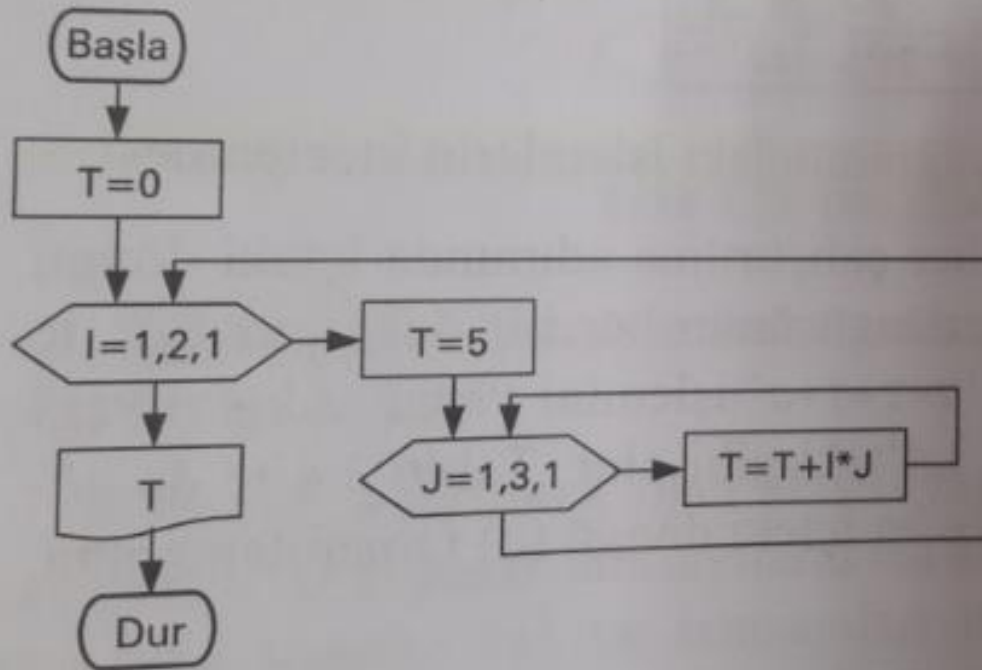 Başla
T=0
I=1,2,1
T=5
J=1,3,1
T=T+I*J
T
Dur